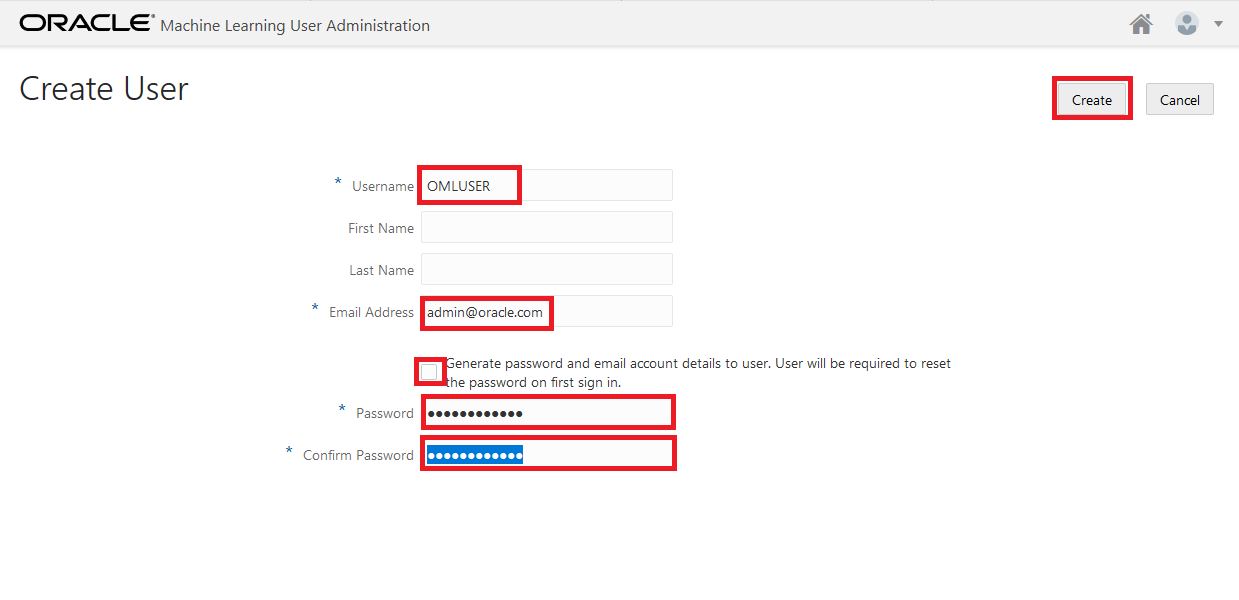 ORACLE® Machine Learning User Administration
Create User
Create Cancel
* Username OMLUSER
First Name
Last Name
* Email Address admin@oracle.com
Generate password and email account details to user. User will be required to reset
the password on first sign in.
* Password ••••••••••••
* Confirm Password ••••••••••••